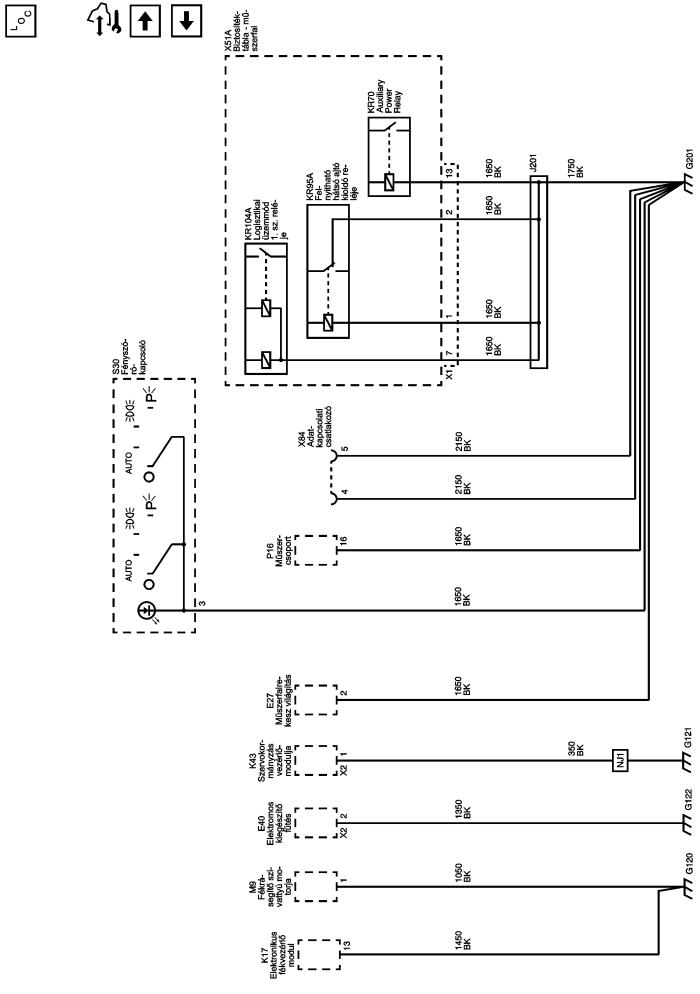 LOC
X51A
Biztosíték-
tábla - mű-
szerfal
KR70
Auxiliary
Power
Relay
KR95A
Fel-
nyitható
hátsó ajtó
kioldó re-
léje
KR104A
Logisztikai
üzemmód
1. sz. relé-
je
13
2
1
7
X1
1650
BK
1650
BK
1650
BK
1650
BK
J201
1750
BK
G201
S30
Fényszó-
ró-
kapcsoló
AUTO
P
AUTO
P
3
1650
BK
X84
Adat-
kapcsolati
csatlakozó
5
4
2150
BK
2150
BK
P16
Műszer-
csoport
16
1650
BK
E27
Műszerfalre-
kesz világítás
2
1650
BK
K43
Szervokor-
mányzás
vezérlő-
modulja
1
X2
350
BK
NJ1
G121
E40
Elektromos
kiegészítő
fűtés
2
X2
1350
BK
G122
M9
Fékrá-
segítő szi-
vattyú mo-
torja
1
1050
BK
G120
K17
Elektronikus
fékvezérlő
modul
13
1450
BK